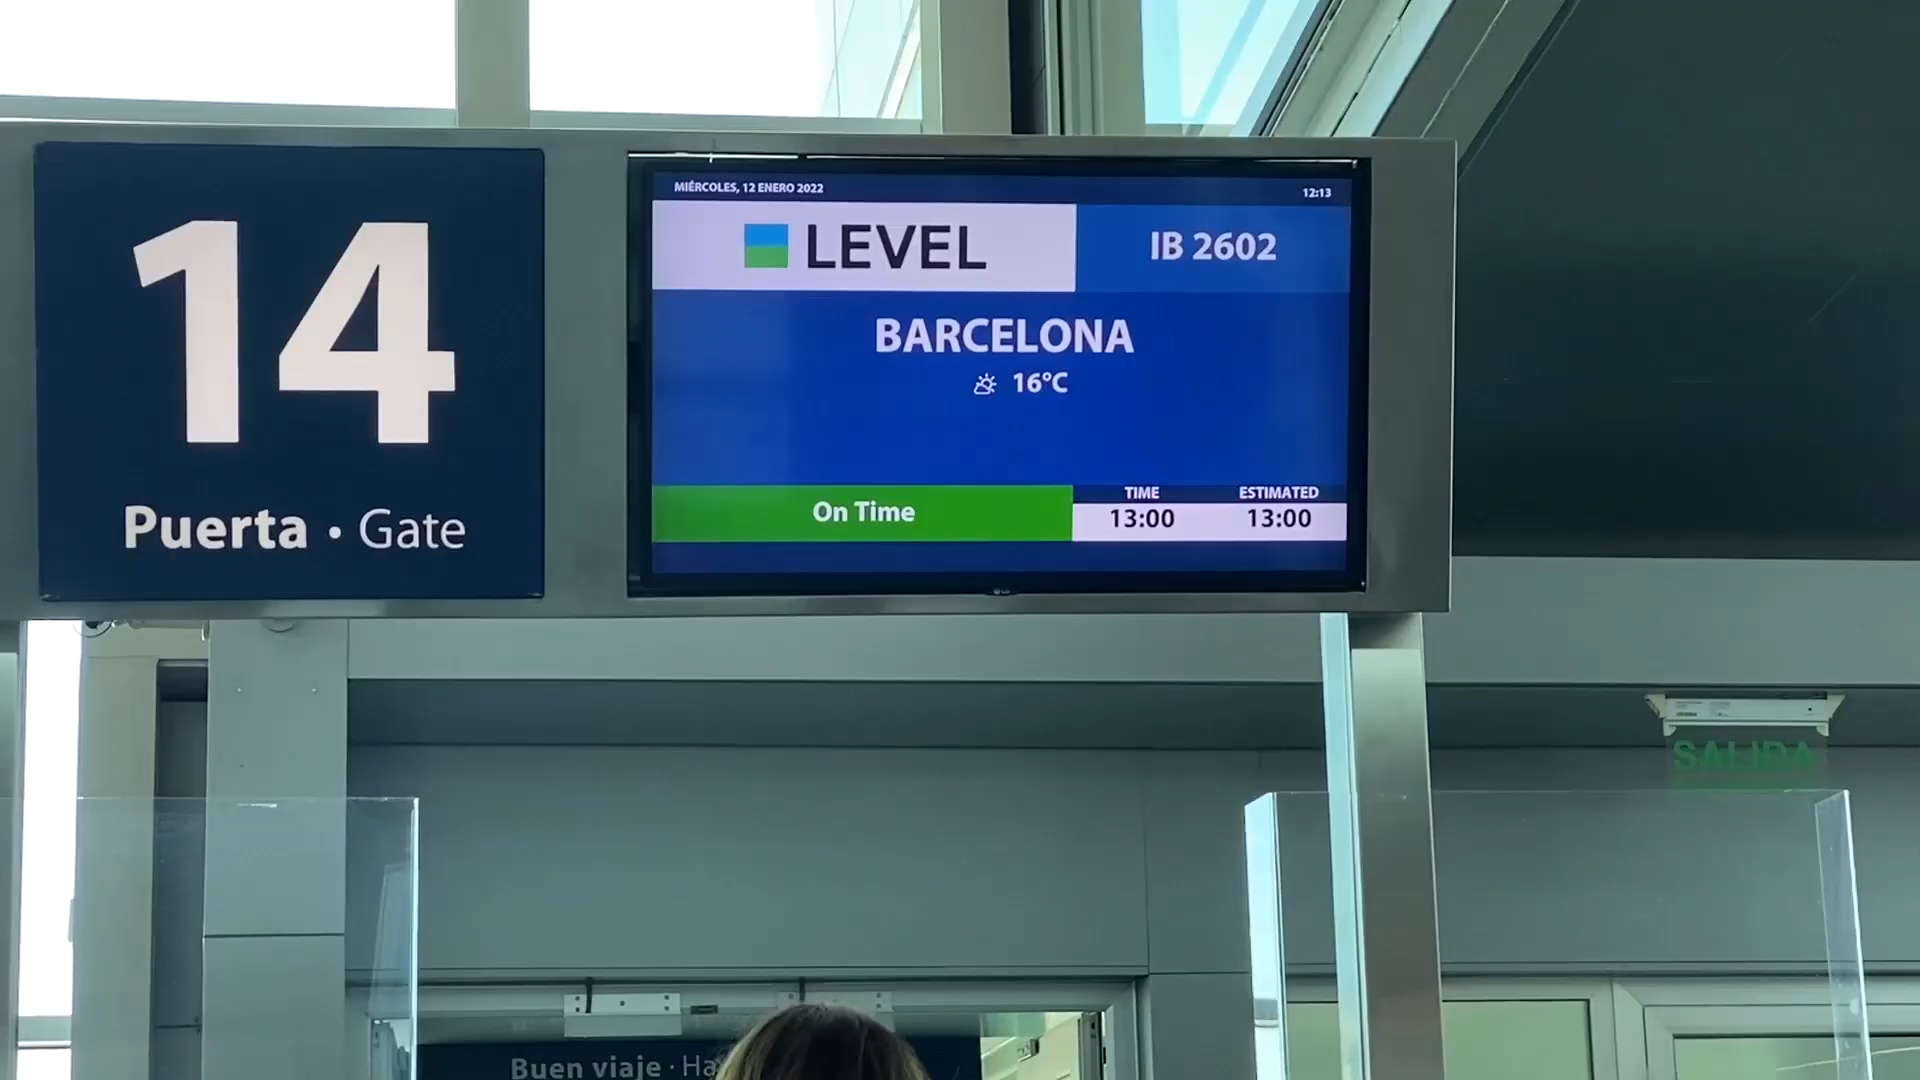 14
Puerta · Gate
MIÉRCOLES, 12 ENERO 2022
12:13
LEVEL
IB 2602
BARCELONA
16°C
On Time
TIME
ESTIMATED
13:00
13:00
SALIDA
Buen viaje ·